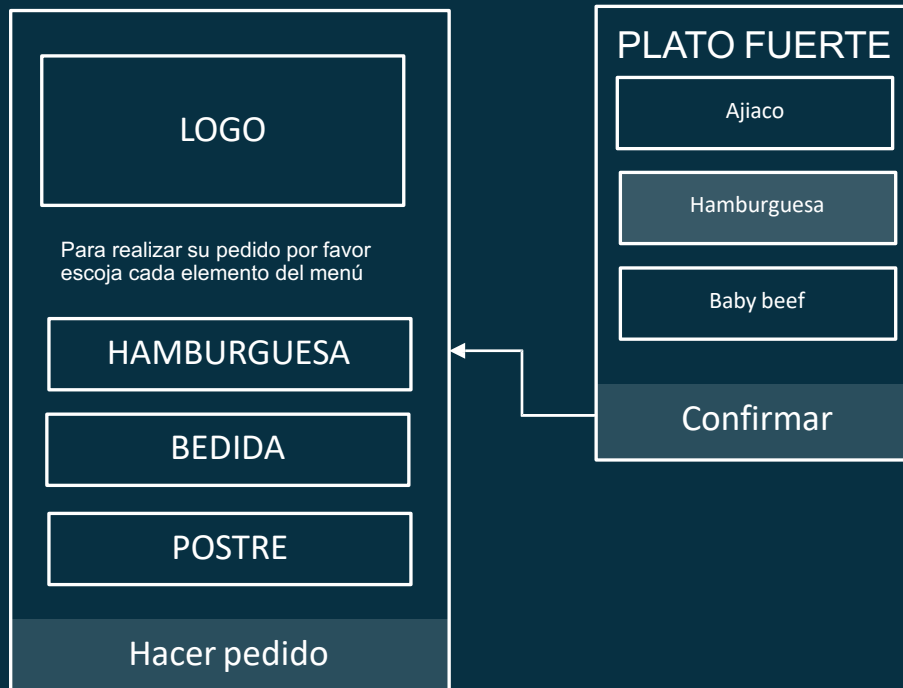 LOGO
Para realizar su pedido por favor
escoja cada elemento del menú
HAMBURGUESA
BEDIDA
POSTRE
Hacer pedido
PLATO FUERTE
Ajiaco
Hamburguesa
Baby beef
Confirmar